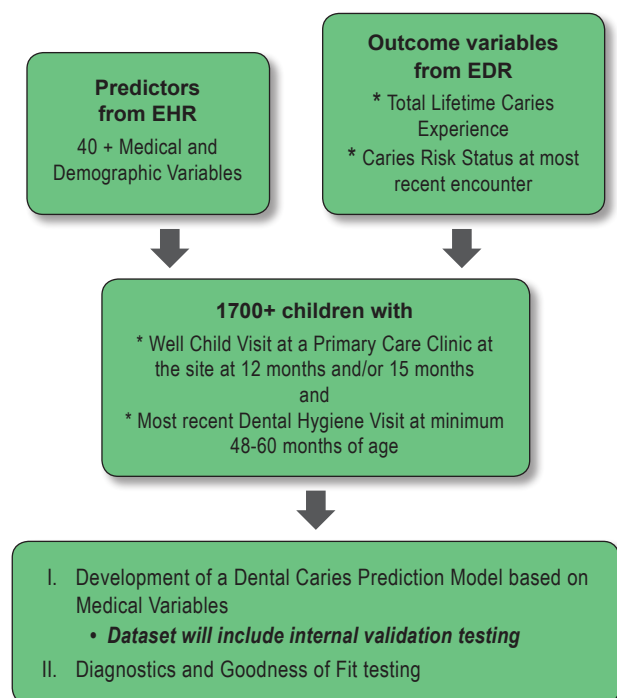 Predictors
from EHR
40 + Medical and
Demographic Variables
Outcome variables
from EDR
* Total Lifetime Caries
Experience
* Caries Risk Status at most
recent encounter
1700+ children with
* Well Child Visit at a Primary Care Clinic at
the site at 12 months and/or 15 months
and
* Most recent Dental Hygiene Visit at minimum
48-60 months of age
I. Development of a Dental Caries Prediction Model based on
Medical Variables
• Dataset will include internal validation testing
II. Diagnostics and Goodness of Fit testing